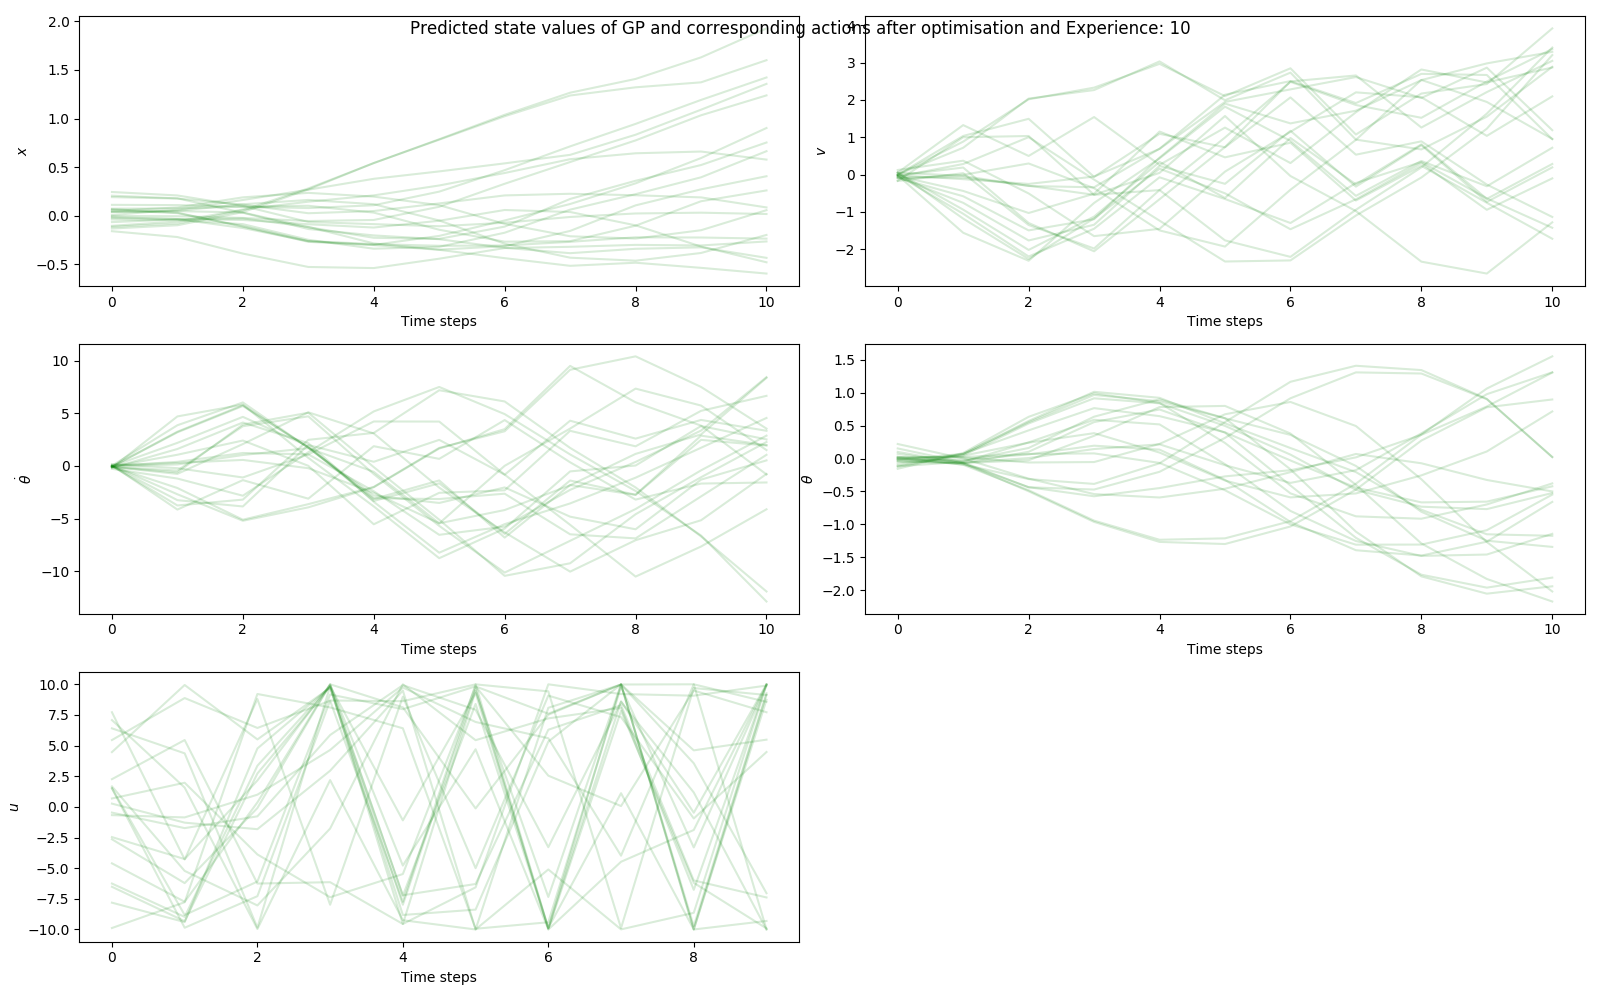 Predicted state values of GP and corresponding actions after optimisation and Experience: 10
2.0
1.5
1.0
0.5
0.0
−0.5
x
0 2 4 6 8 10
Time steps
4
3
2
1
0
−1
−2
v
0 2 4 6 8 10
Time steps
10
5
0
−5
−10
θ̇
0 2 4 6 8 10
Time steps
1.5
1.0
0.5
0.0
−0.5
−1.0
−1.5
−2.0
θ
0 2 4 6 8 10
Time steps
10.0
7.5
5.0
2.5
0.0
−2.5
−5.0
−7.5
−10.0
u
0 2 4 6 8
Time steps